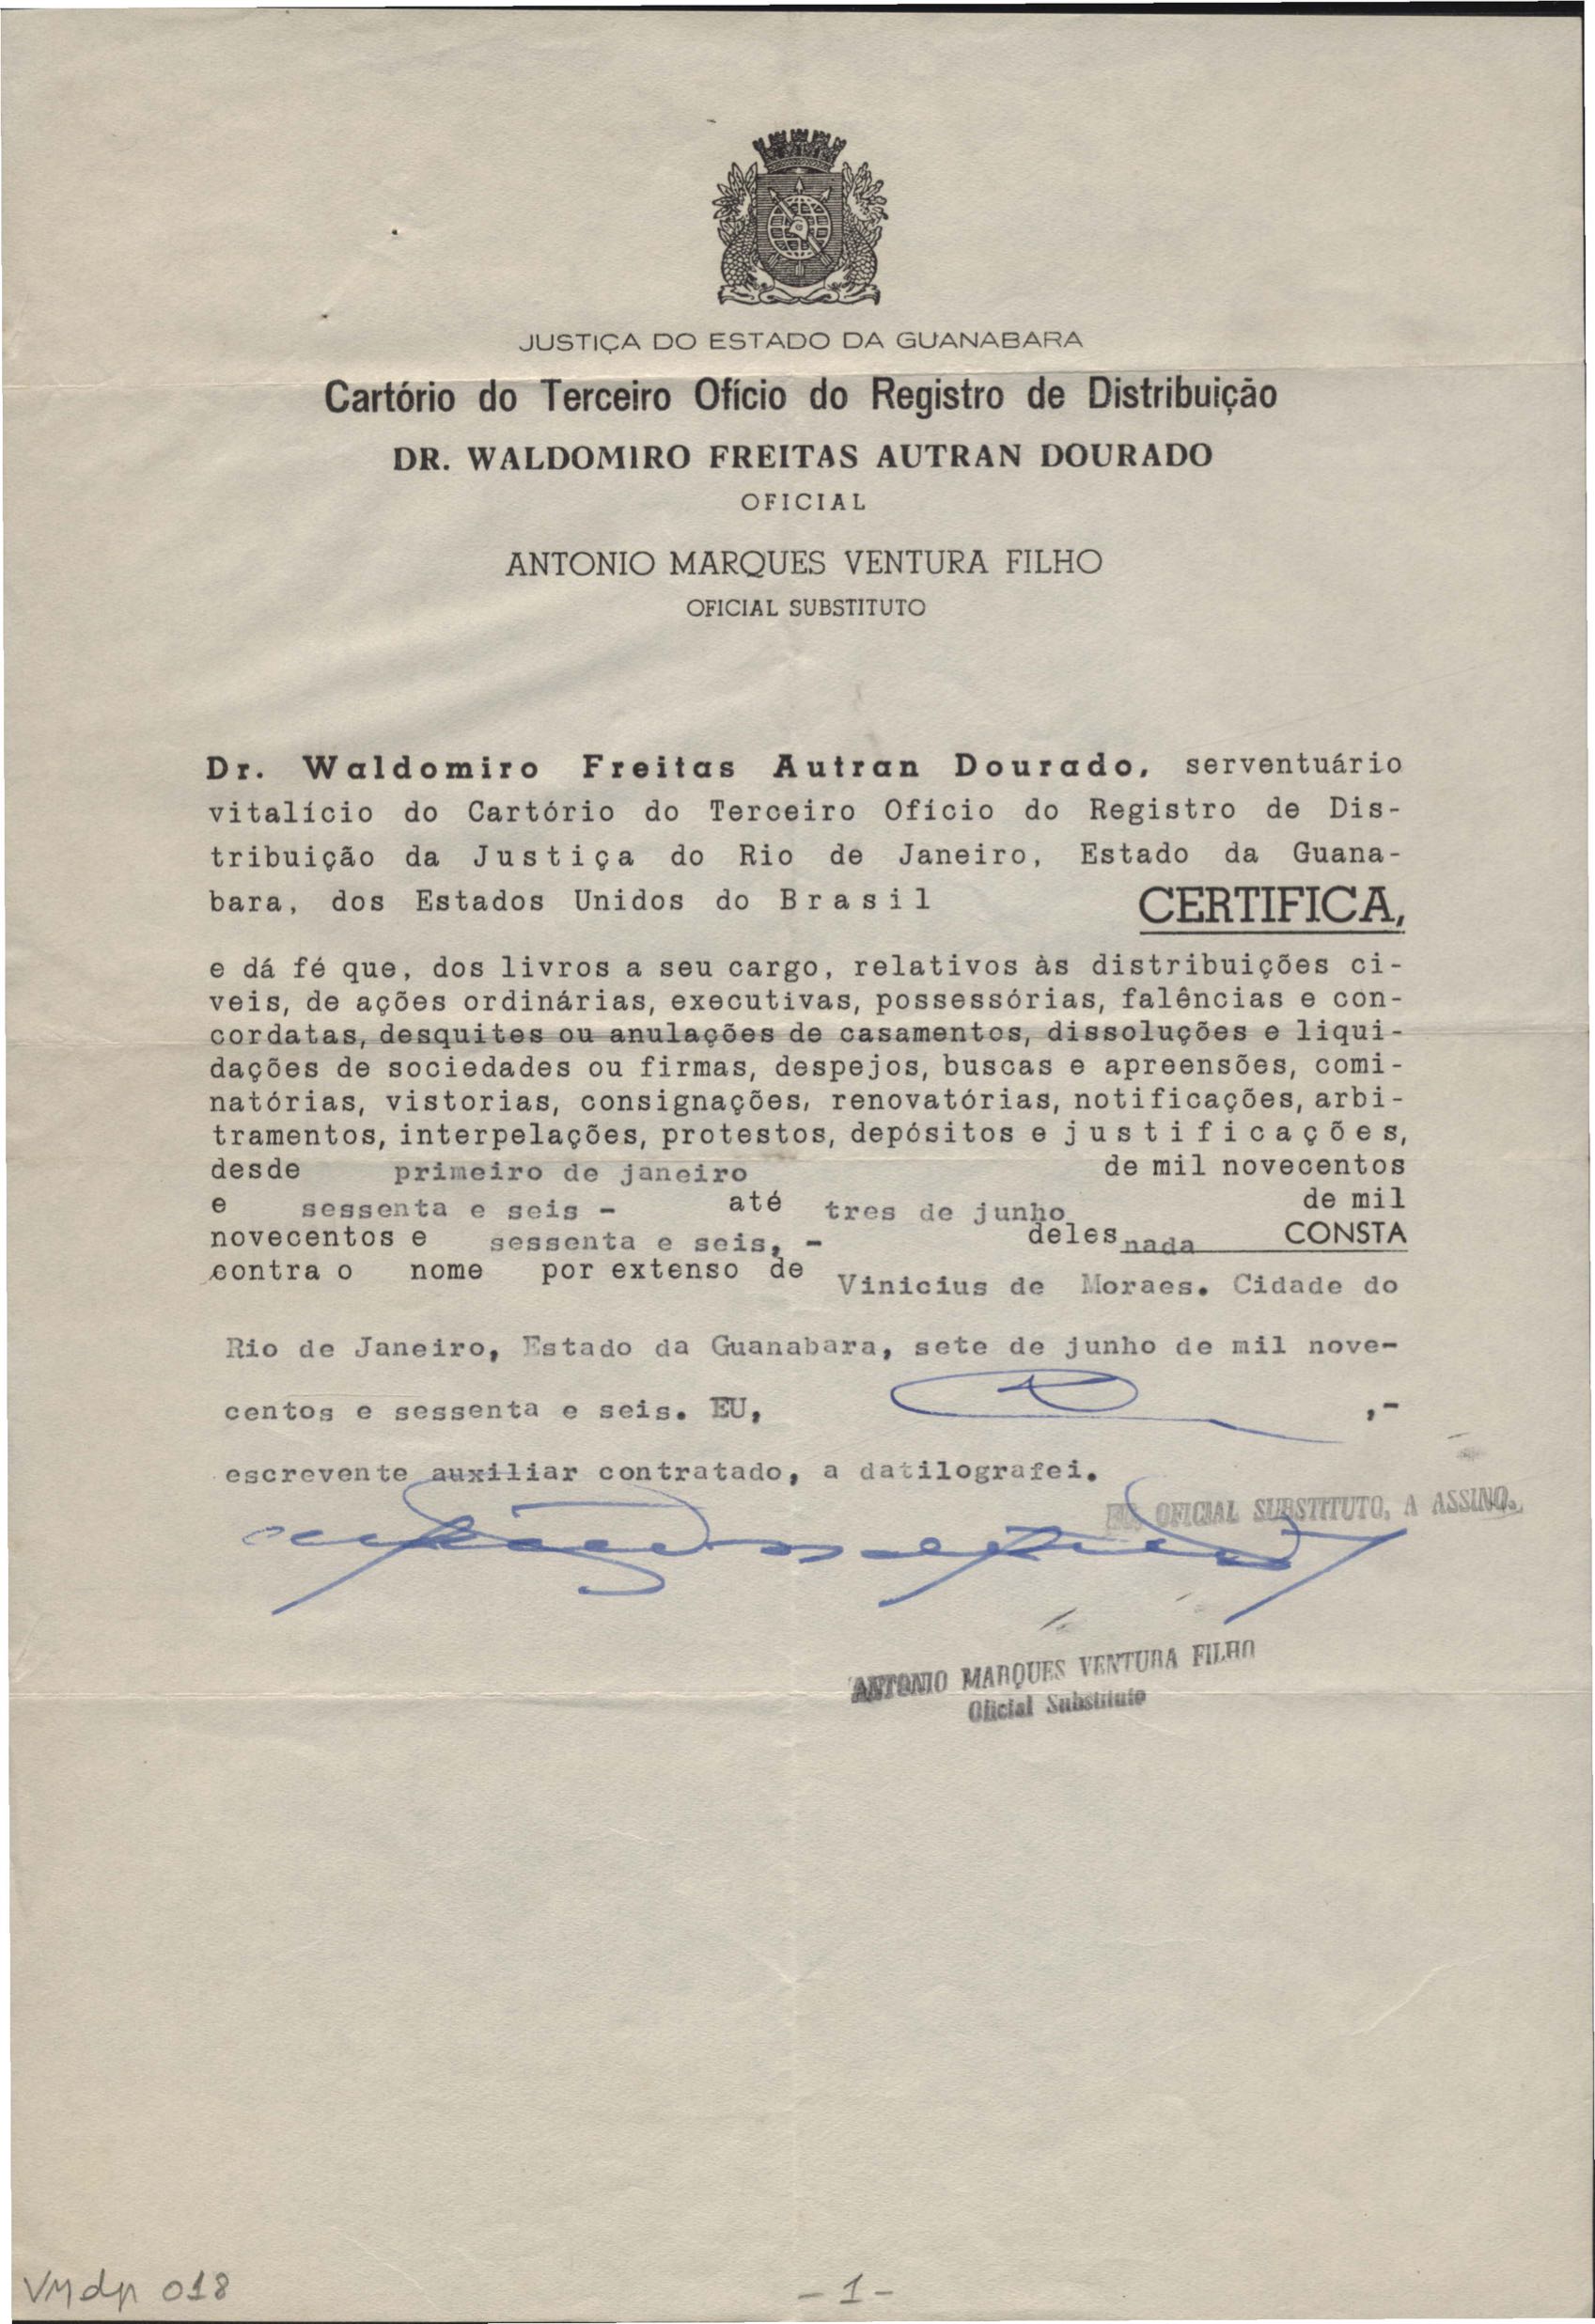 JUSTIÇA DO ESTADO DA GUANABARA
Cartório do Terceiro Ofício do Registro de Distribuição
DR. WALDOMIRO FREITAS AUTRAN DOURADO
OFICIAL
ANTONIO MARQUES VENTURA FILHO
OFICIAL SUBSTITUTO
Dr. Waldomiro Freitas Autran Dourado, serventuário
vitalício do Cartório do Terceiro Ofício do Registro de Dis-
tribuição da Justiça do Rio de Janeiro, Estado da Guana-
bara, dos Estados Unidos do Brasil CERTIFICA,
e dá fé que, dos livros a seu cargo, relativos às distribuições ci-
veis, de ações ordinárias, executivas, possessórias, falências e con-
cordatas, desquites ou anulações de casamentos, dissoluções e liqui-
dações de sociedades ou firmas, despejos, buscas e apreensões, comi-
natórias, vistorias, consignações, renovatórias, notificações, arbi-
tramentos, interpelações, protestos, depósitos e justificações,
desde primeiro de janeiro de mil novecentos
e sessenta e seis - até tres de junho de mil
novecentos e sessenta e seis, - deles nada CONSTA
contra o nome por extenso de Vinicius de Moraes. Cidade do
Rio de Janeiro, Estado da Guanabara, sete de junho de mil nove-
centos e sessenta e seis. EU, ,-
escrevente auxiliar contratado, a datilografei.
OFICIAL SUBSTITUTO, A ASSINO.
ANTONIO MARQUES VENTURA FILHO
Oficial Substituto
VMdp 018
- 1 -